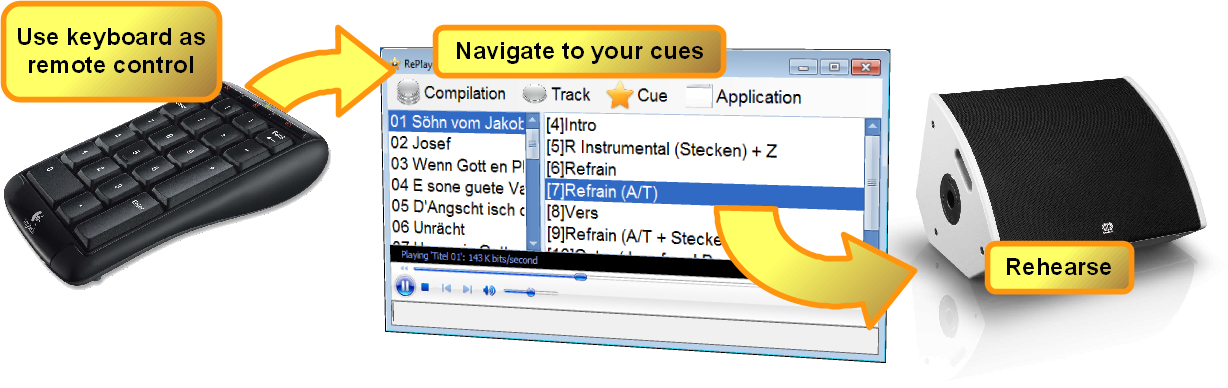 Use keyboard as
remote control
Navigate to your cues
RePlay
Compilation Track Cue Application
01 Söhn vom Jakob
02 Josef
03 Wenn Gott en Pl
04 E sone guete Va
05 D'Angscht isch d
06 Unrächt
[4]Intro
[5]R Instrumental (Stecken) + Z
[6]Refrain
[7]Refrain (A/T)
[8]Vers
[9]Refrain (A/T + Stecke
Playing 'Titel 01': 143 K bits/second
Rehearse